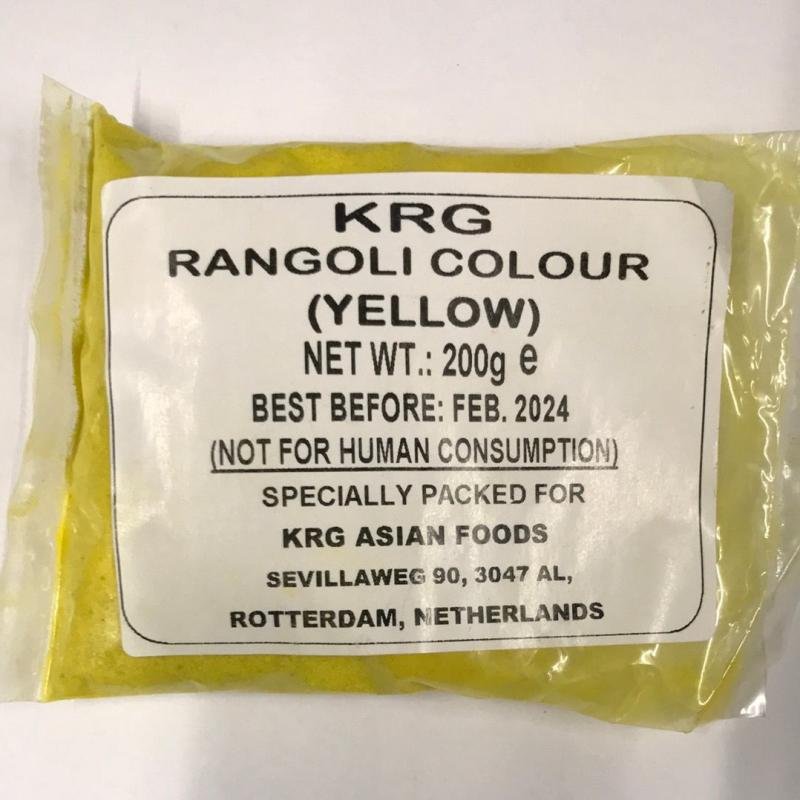 KRG
RANGOLI COLOUR
(YELLOW)
NET WT.: 200g e
BEST BEFORE: FEB. 2024
(NOT FOR HUMAN CONSUMPTION)
SPECIALLY PACKED FOR
KRG ASIAN FOODS
SEVILLAWEG 90, 3047 AL,
ROTTERDAM, NETHERLANDS